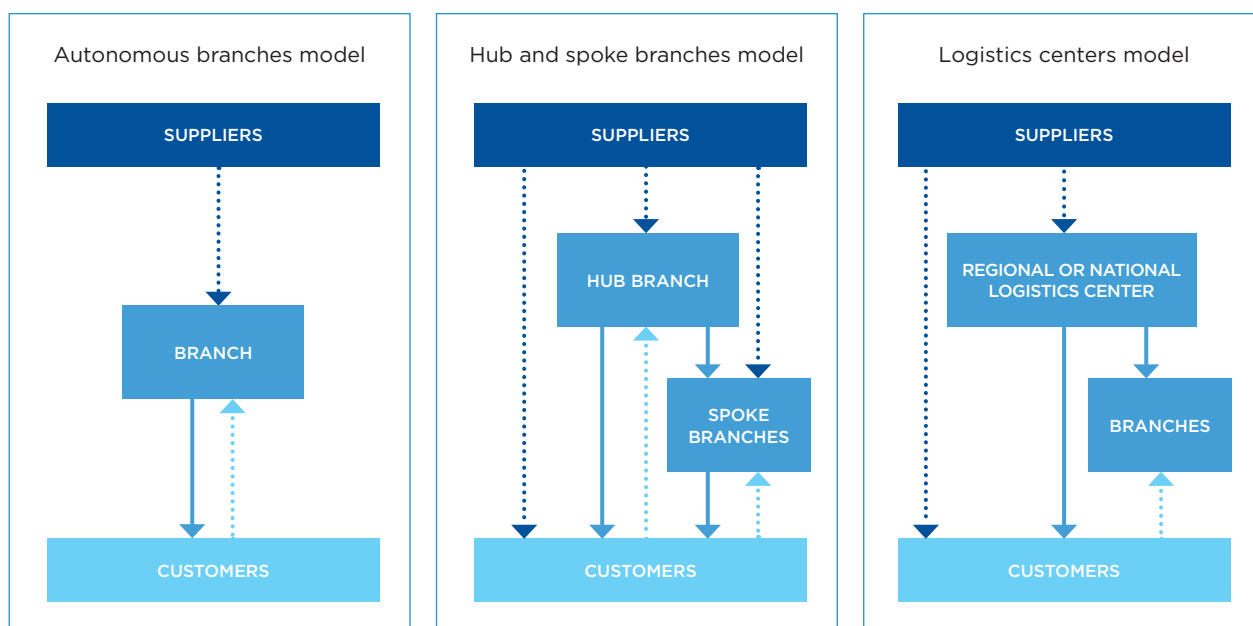 Autonomous branches model
SUPPLIERS
BRANCH
CUSTOMERS
Hub and spoke branches model
SUPPLIERS
HUB BRANCH
SPOKE
BRANCHES
CUSTOMERS
Logistics centers model
SUPPLIERS
REGIONAL OR NATIONAL
LOGISTICS CENTER
BRANCHES
CUSTOMERS